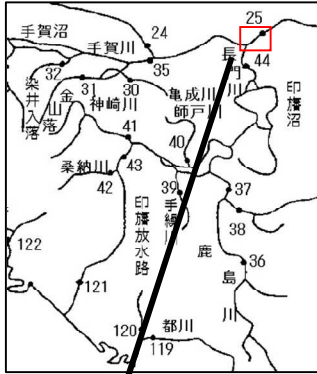 25
24
手賀沼
手賀川
長門川
44
35
32
31
30
印旛沼
染井入落
金山落
神崎川
亀成川
師戸川
41
40
桑納川
43
42
39
37
印旛放水路
手繰川
38
鹿島川
122
36
121
120
都川
119